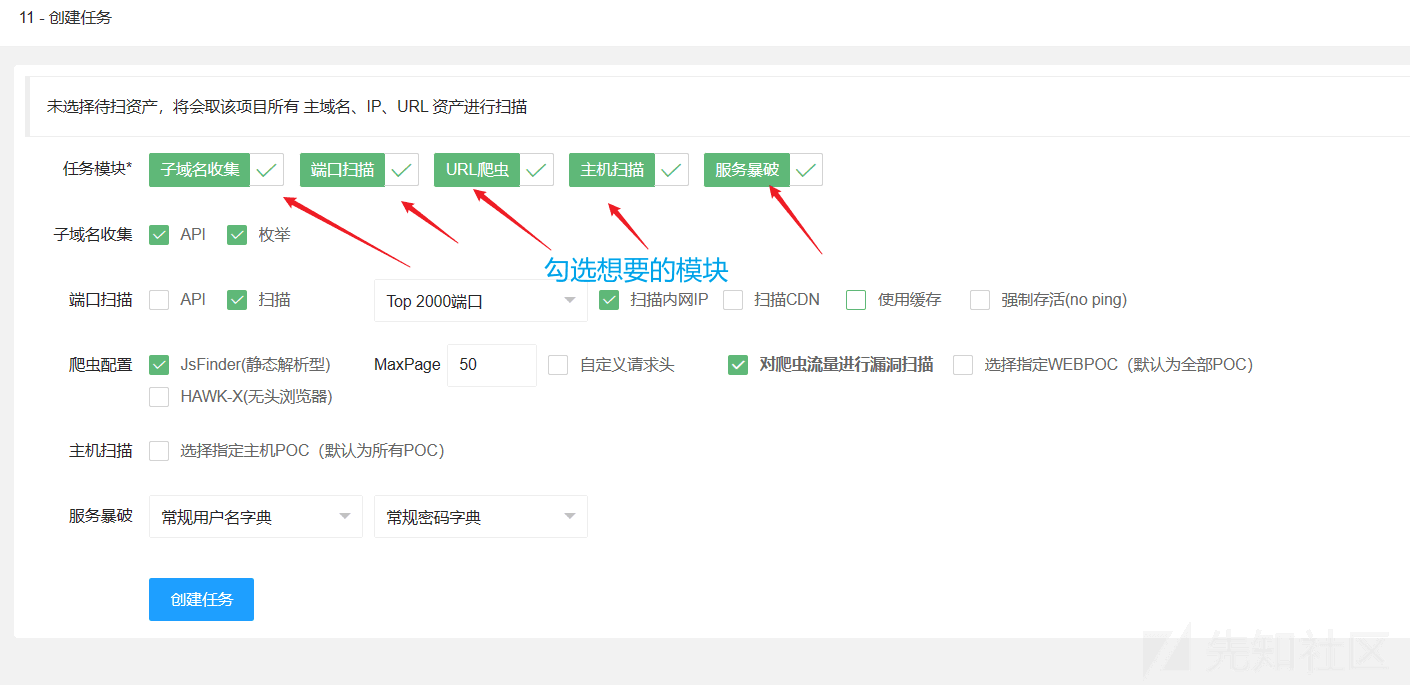 11 - 创建任务
未选择待扫资产，将会取该项目所有 主域名、IP、URL 资产进行扫描
任务模块* 子域名收集 端口扫描 URL爬虫 主机扫描 服务暴破
子域名收集 API 枚举
勾选想要的模块
端口扫描 API 扫描 Top 2000端口 扫描内网IP 扫描CDN 使用缓存 强制存活(no ping)
爬虫配置 JsFinder(静态解析型) MaxPage 50 自定义请求头 对爬虫流量进行漏洞扫描 选择指定WEBPOC（默认为全部POC）
HAWK-X(无头浏览器)
主机扫描 选择指定主机POC（默认为所有POC）
服务暴破 常规用户名字典 常规密码字典
创建任务
先知社区